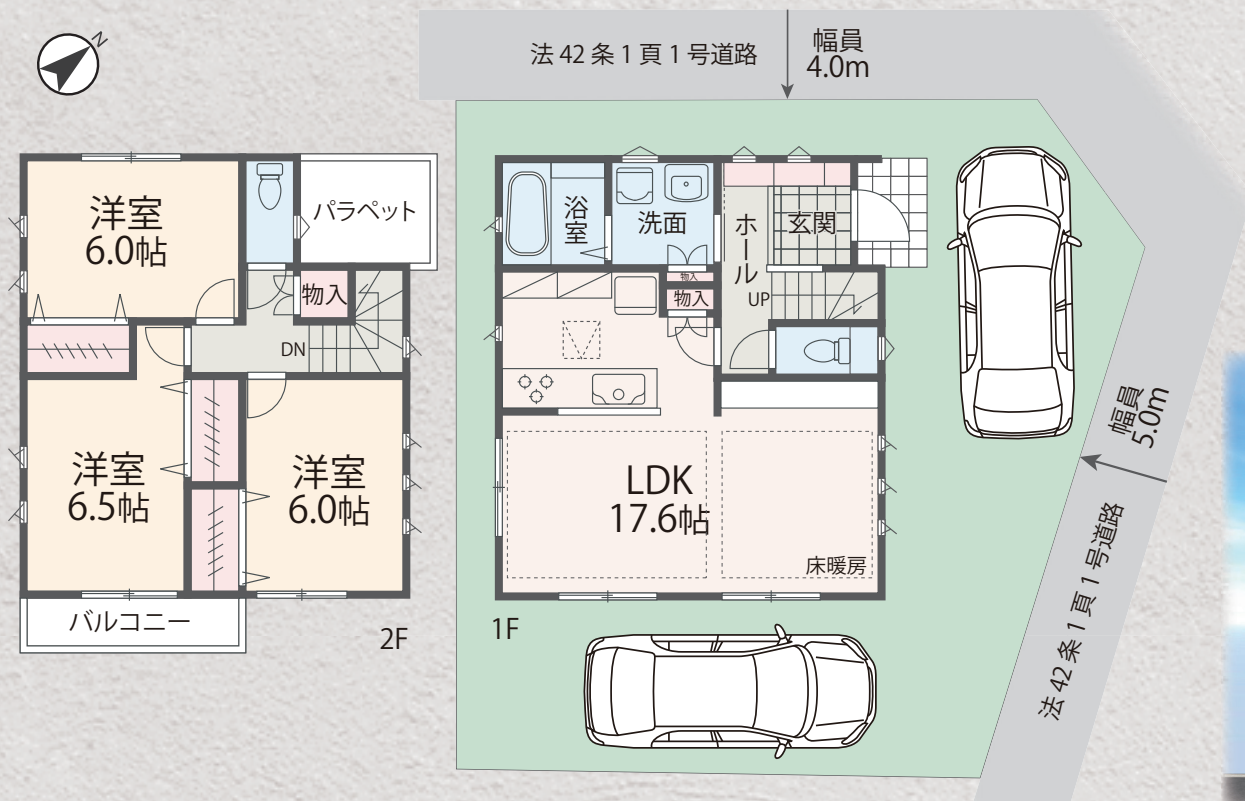 N
法42条1頁1号道路
幅員
4.0m
洋室
6.0帖
パラペット
物入
DN
洋室
6.5帖
洋室
6.0帖
バルコニー
2F
浴室
洗面
ホール
玄関
物入
物入
UP
LDK
17.6帖
床暖房
1F
幅員
5.0m
法42条1頁1号道路